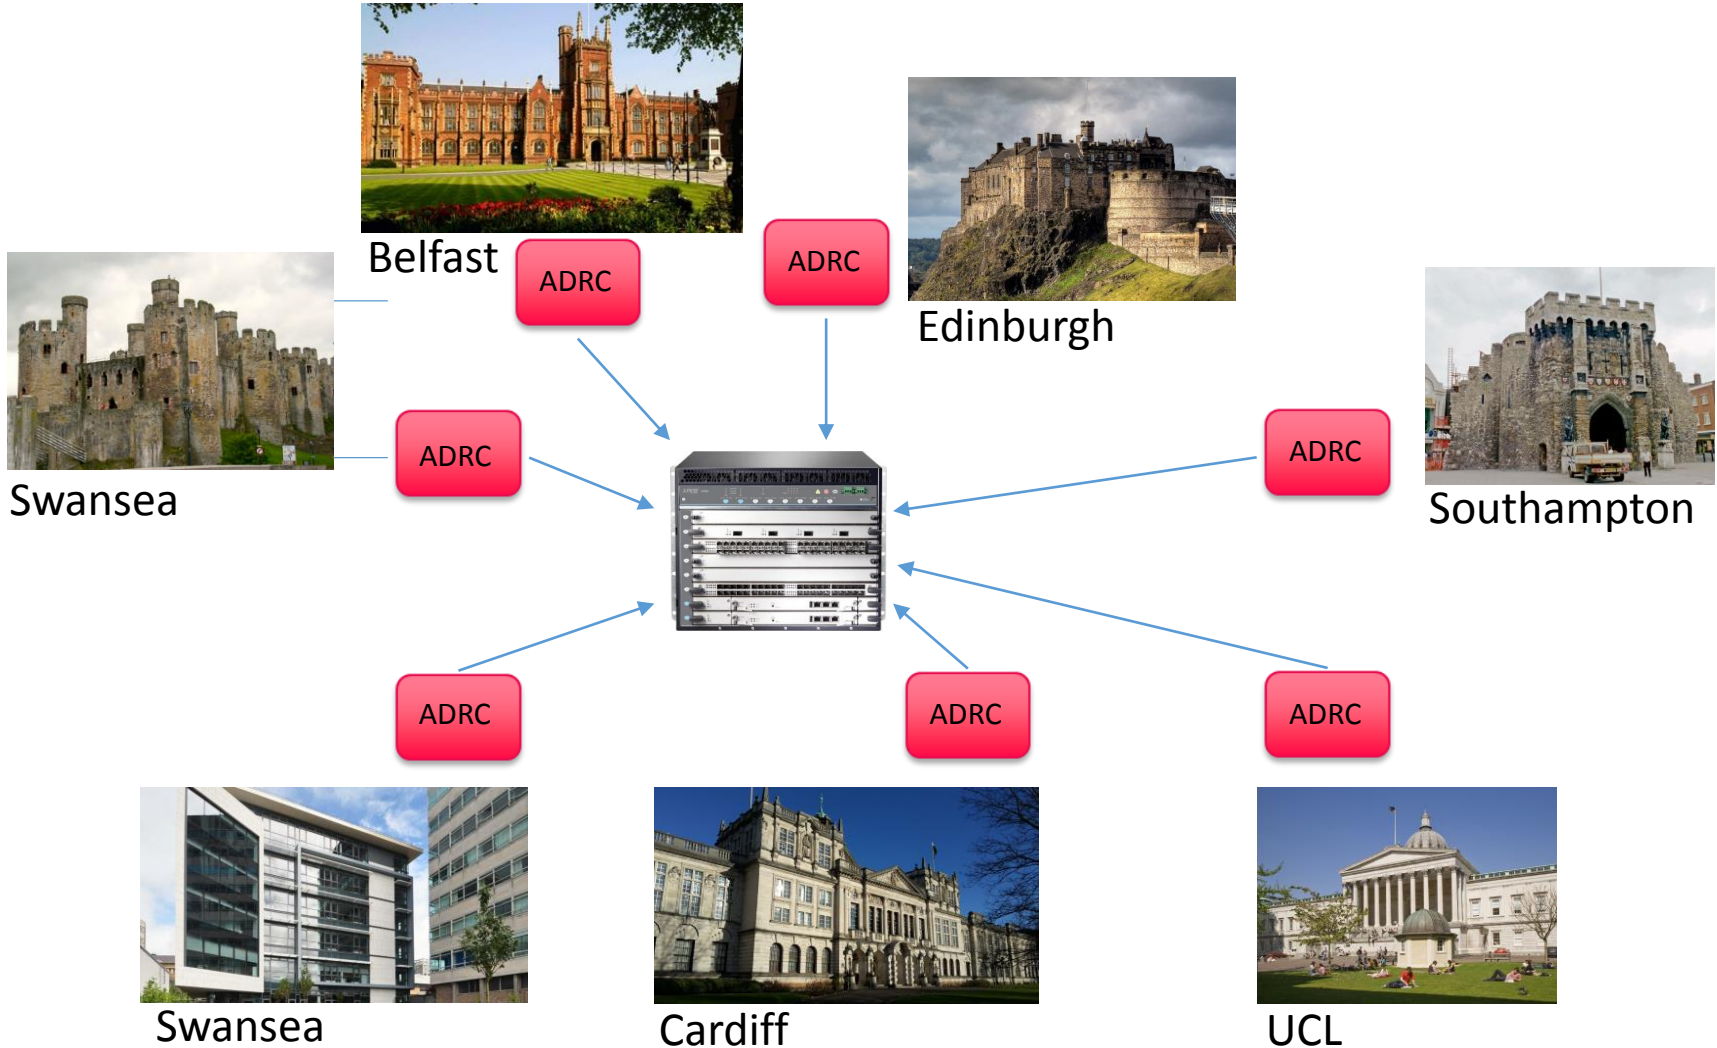 Belfast
ADRC
ADRC
Edinburgh
Swansea
ADRC
ADRC
Southampton
ADRC
ADRC
ADRC
Swansea
Cardiff
UCL